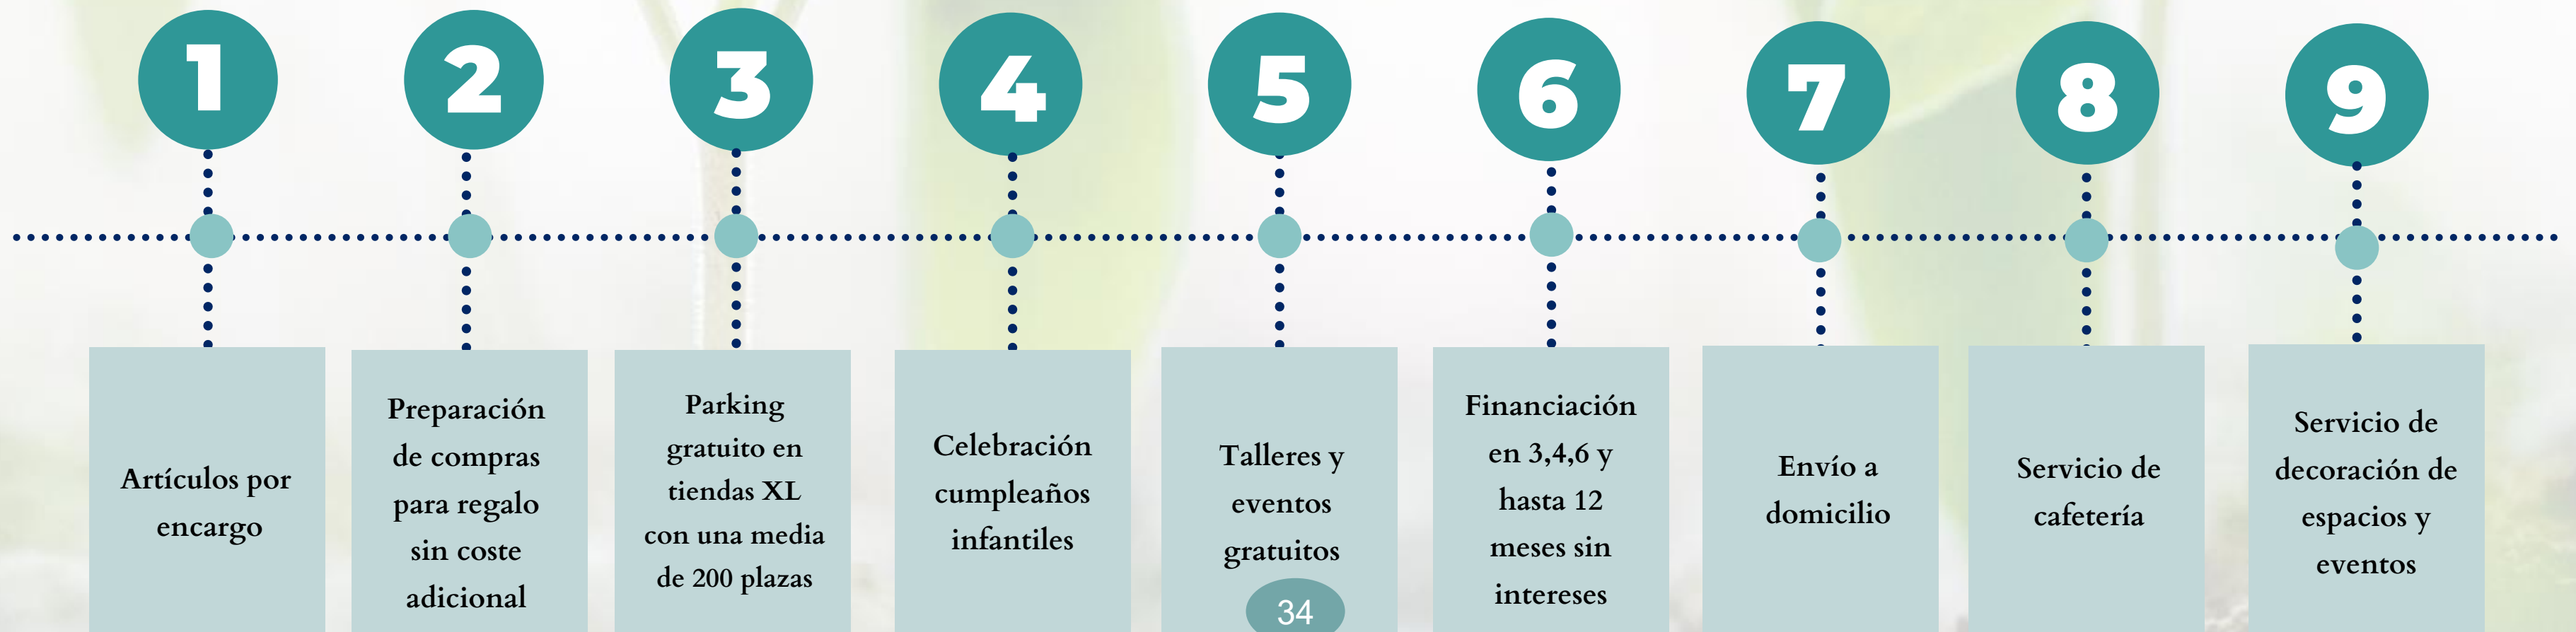 1
2
3
4
5
6
7
8
9
Artículos por
encargo
Preparación
de compras
para regalo
sin coste
adicional
Parking
gratuito en
tiendas XL
con una media
de 200 plazas
Celebración
cumpleaños
infantiles
Talleres y
eventos
gratuitos
Financiación
en 3,4,6 y
hasta 12
meses sin
intereses
Envío a
domicilio
Servicio de
cafetería
Servicio de
decoración de
espacios y
eventos
34